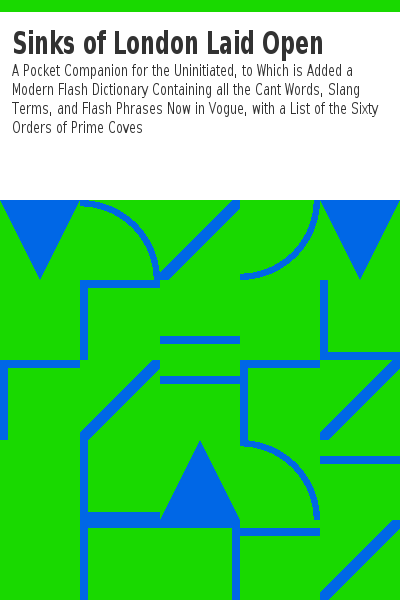 Sinks of London Laid Open
A Pocket Companion for the Uninitiated, to Which is Added a
Modern Flash Dictionary Containing all the Cant Words, Slang
Terms, and Flash Phrases Now in Vogue, with a List of the Sixty
Orders of Prime Coves